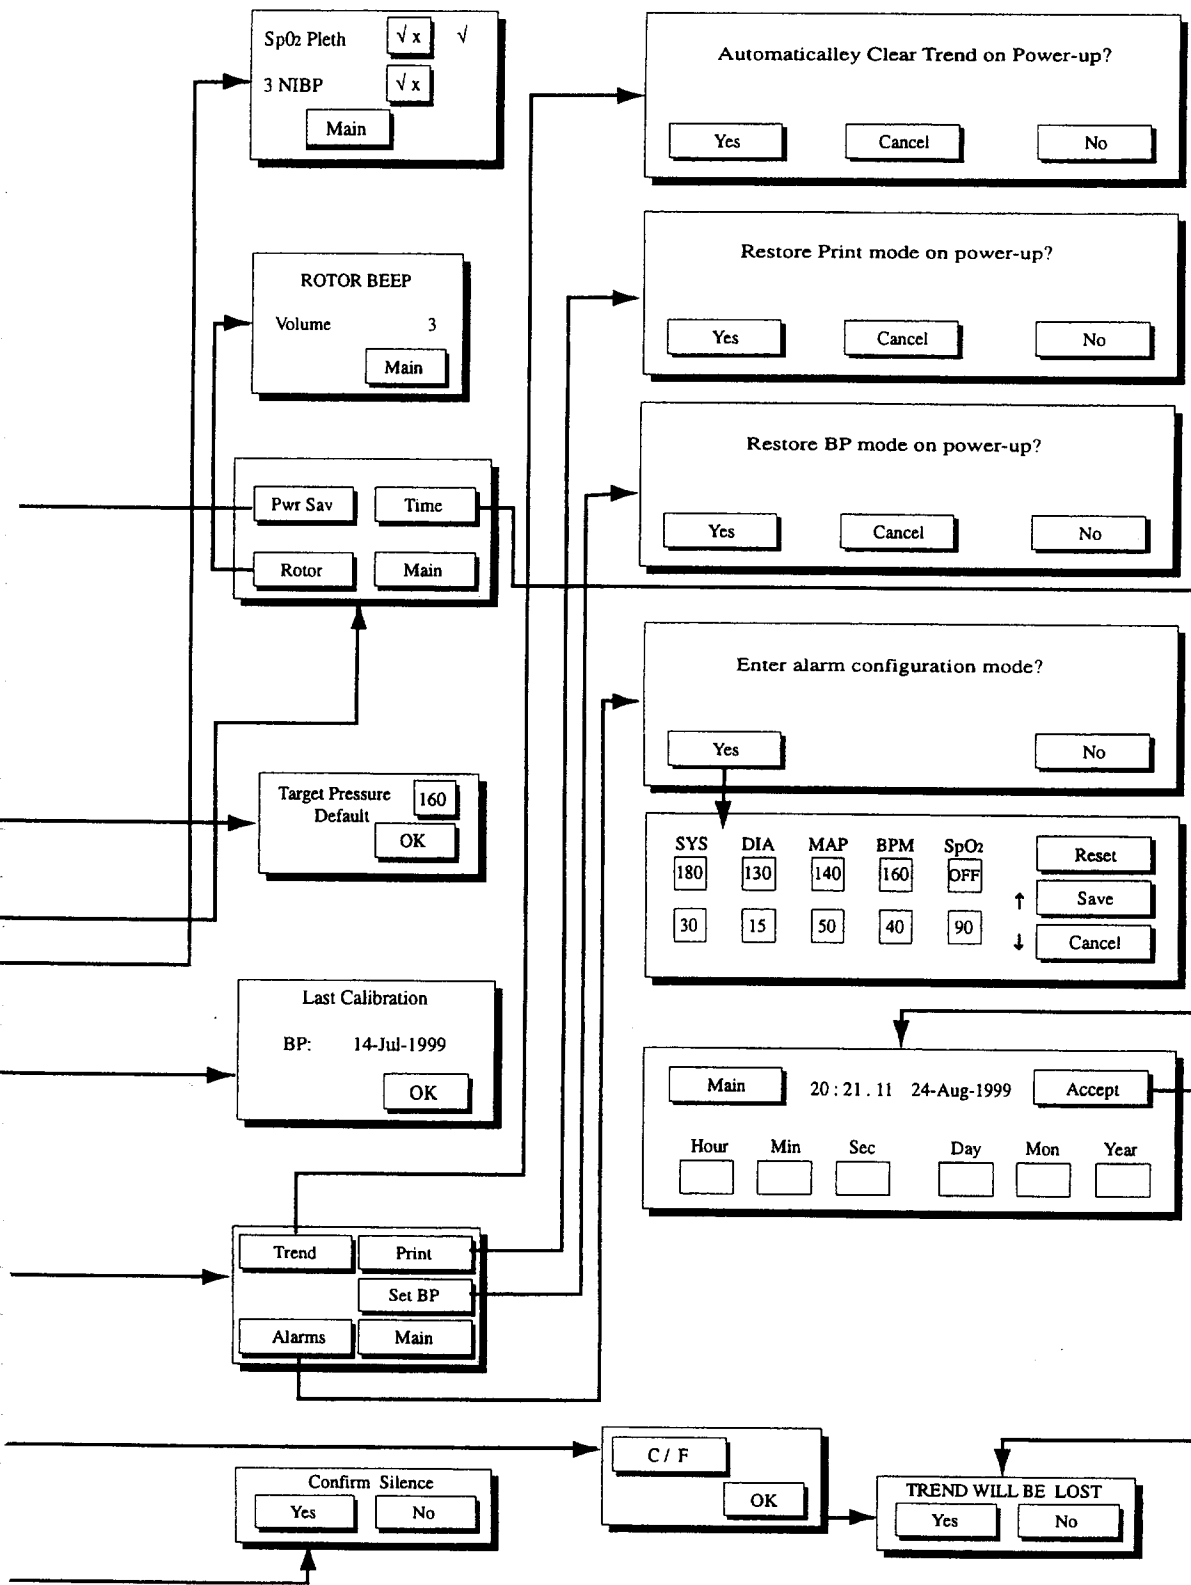 SpO2 Pleth √ x √
3 NIBP √ x
Main
ROTOR BEEP
Volume 3
Main
Pwr Sav Time
Rotor Main
Target Pressure 160
Default
OK
Last Calibration
BP: 14-Jul-1999
OK
Trend Print
Set BP
Alarms Main
Confirm Silence
Yes No
Automaticalley Clear Trend on Power-up?
Yes Cancel No
Restore Print mode on power-up?
Yes Cancel No
Restore BP mode on power-up?
Yes Cancel No
Enter alarm configuration mode?
Yes No
SYS DIA MAP BPM SpO2 Reset
180 130 140 160 OFF
↑ Save
30 15 50 40 90
↓ Cancel
Main 20 : 21 . 11 24-Aug-1999 Accept
Hour Min Sec Day Mon Year
C / F
OK
TREND WILL BE LOST
Yes No